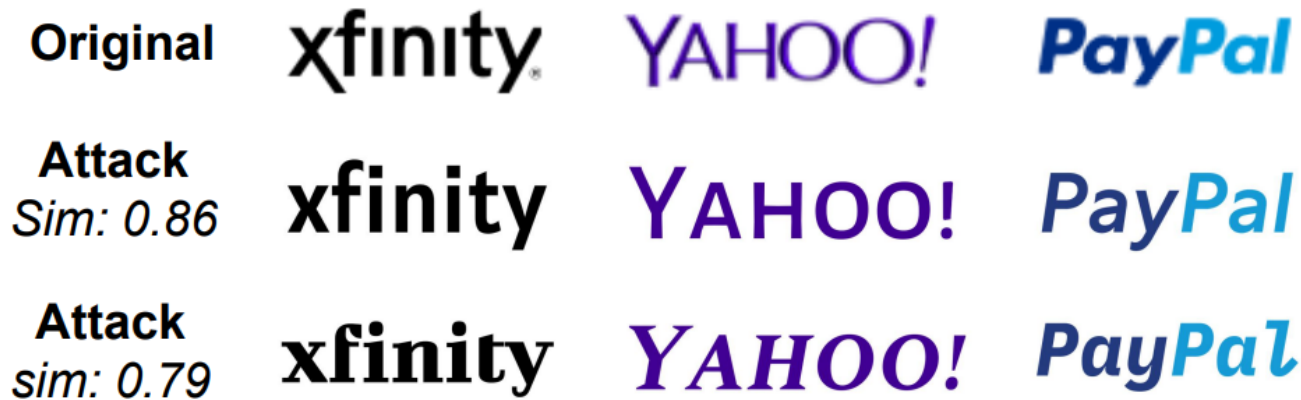 Original xfinity® YAHOO! PayPal
Attack
Sim: 0.86 xfinity YAHOO! PayPal
Attack
sim: 0.79 xfinity YAHOO! PayPal